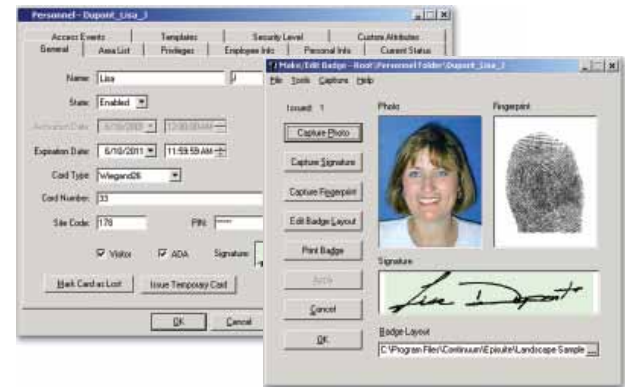 Personnel - Dupont_Lisa_J
Access Events Templates Security Level Custom Attributes
General Area List Privileges Employee Info Personal Info Current Status
Name: Lisa J
State: Enabled
Activation Date:
Expiration Date: 6/10/2011 11:59:59 AM
Card Type: Wiegand26
Card Number: 33
Site Code: 178 PIN: *****
Visitor ADA Signature:
Mark Card as Lost Issue Temporary Card
OK Cancel
Make/Edit Badge - Root\Personnel Folder\Dupont_Lisa_J
File Tools Capture Help
Issued: 1 Photo Fingerprint
Capture Photo
Capture Signature
Capture Fingerprint
Edit Badge Layout
Print Badge
Signature
Apply
Lisa Dupont
Cancel
Badge Layout
OK
C:\Program Files\Continuum\Episuite\Landscape Sample ...